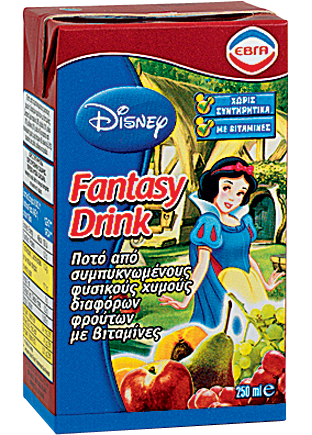 ΕΒΓΑ
ΧΩΡΙΣ
ΣΥΝΤΗΡΗΤΙΚΑ
ΜΕ ΒΙΤΑΜΙΝΕΣ
Disney
Fantasy
Drink
Ποτό από
συμπυκνωμένους
φυσικούς χυμούς
διαφόρων
φρούτων
με βιταμίνες
250 ml e